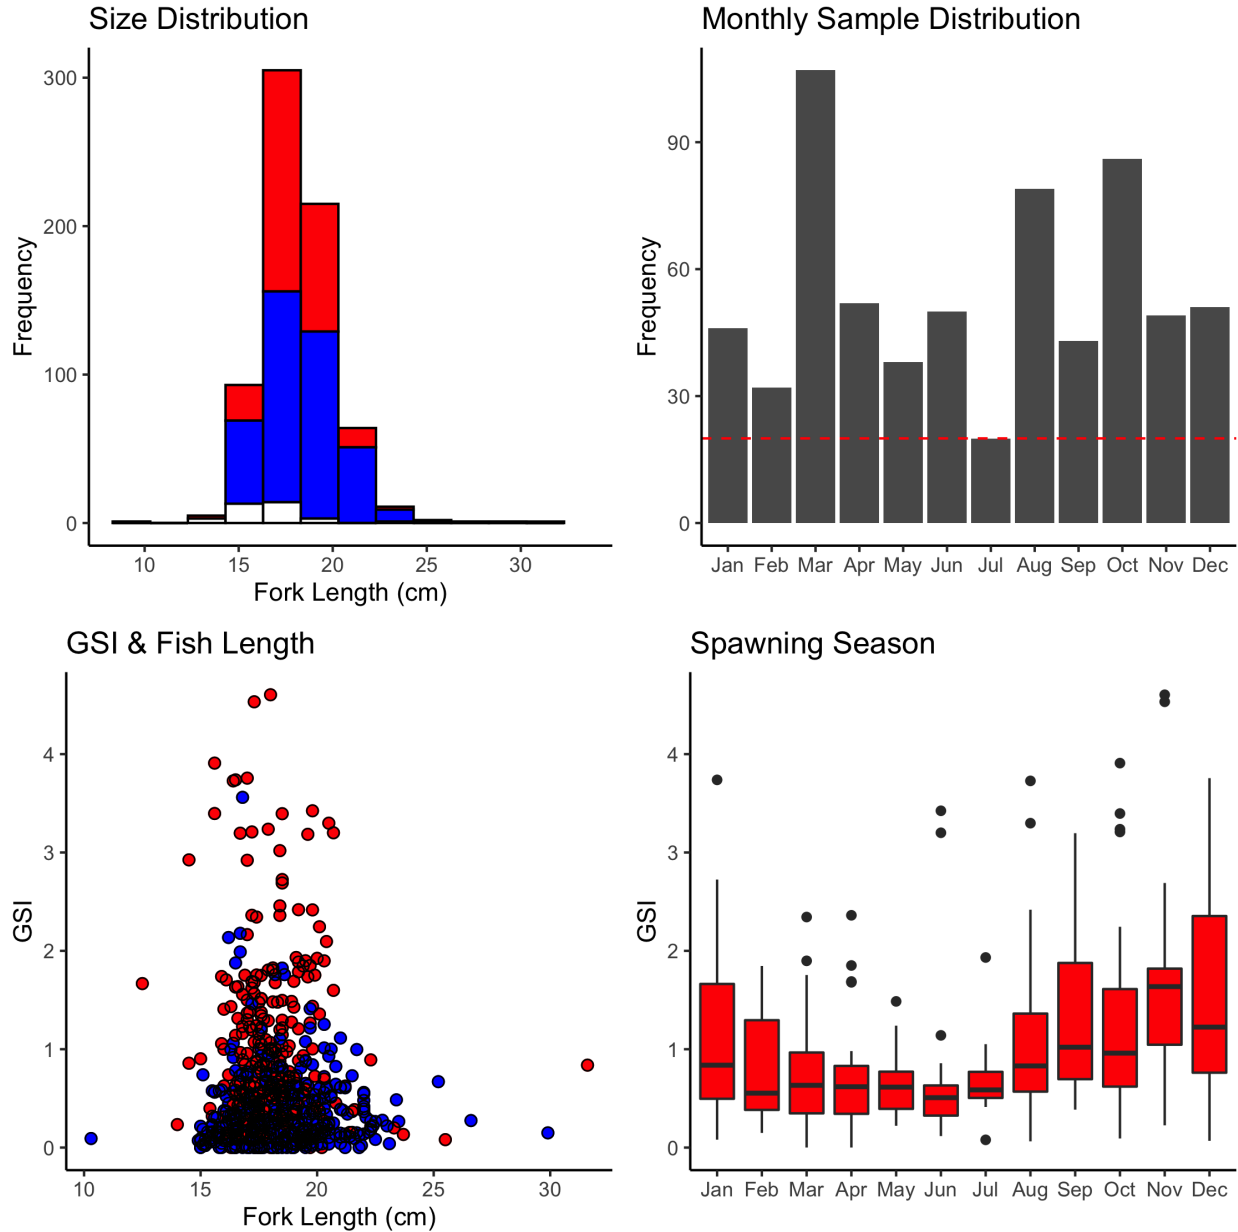 Size Distribution
300
200
100
0
Frequency
10 15 20 25 30
Fork Length (cm)
Monthly Sample Distribution
90
60
30
0
Frequency
Jan Feb Mar Apr May Jun Jul Aug Sep Oct Nov Dec
GSI & Fish Length
4
3
2
1
0
GSI
10 15 20 25 30
Fork Length (cm)
Spawning Season
4
3
2
1
0
GSI
Jan Feb Mar Apr May Jun Jul Aug Sep Oct Nov Dec